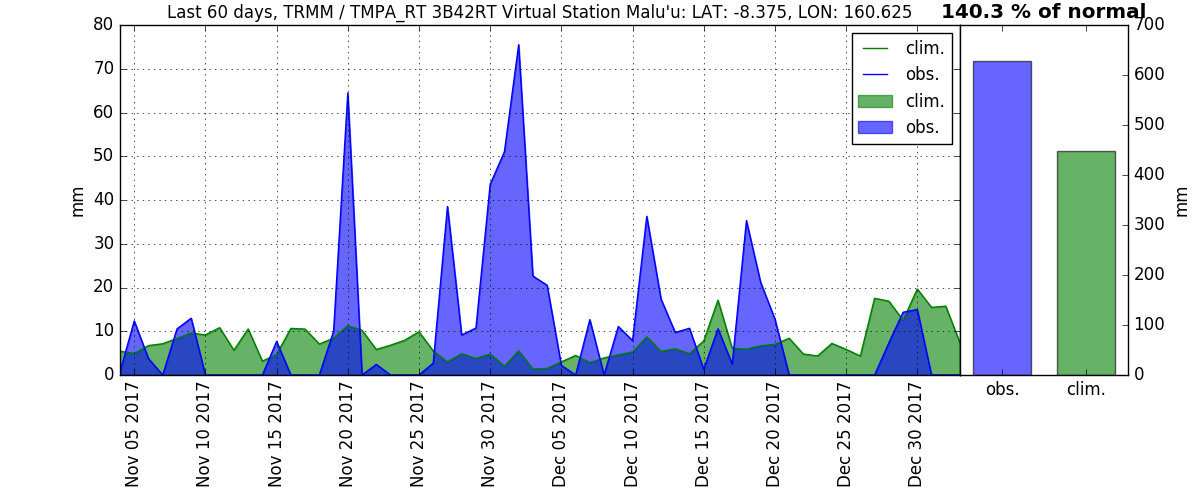 Last 60 days, TRMM / TMPA_RT 3B42RT Virtual Station Malu'u: LAT: -8.375, LON: 160.625
140.3 % of normal
80
70
60
50
40
30
20
10
0
mm
clim.
obs.
clim.
obs.
700
600
500
400
300
200
100
0
mm
Nov 05 2017
Nov 10 2017
Nov 15 2017
Nov 20 2017
Nov 25 2017
Nov 30 2017
Dec 05 2017
Dec 10 2017
Dec 15 2017
Dec 20 2017
Dec 25 2017
Dec 30 2017
obs.
clim.